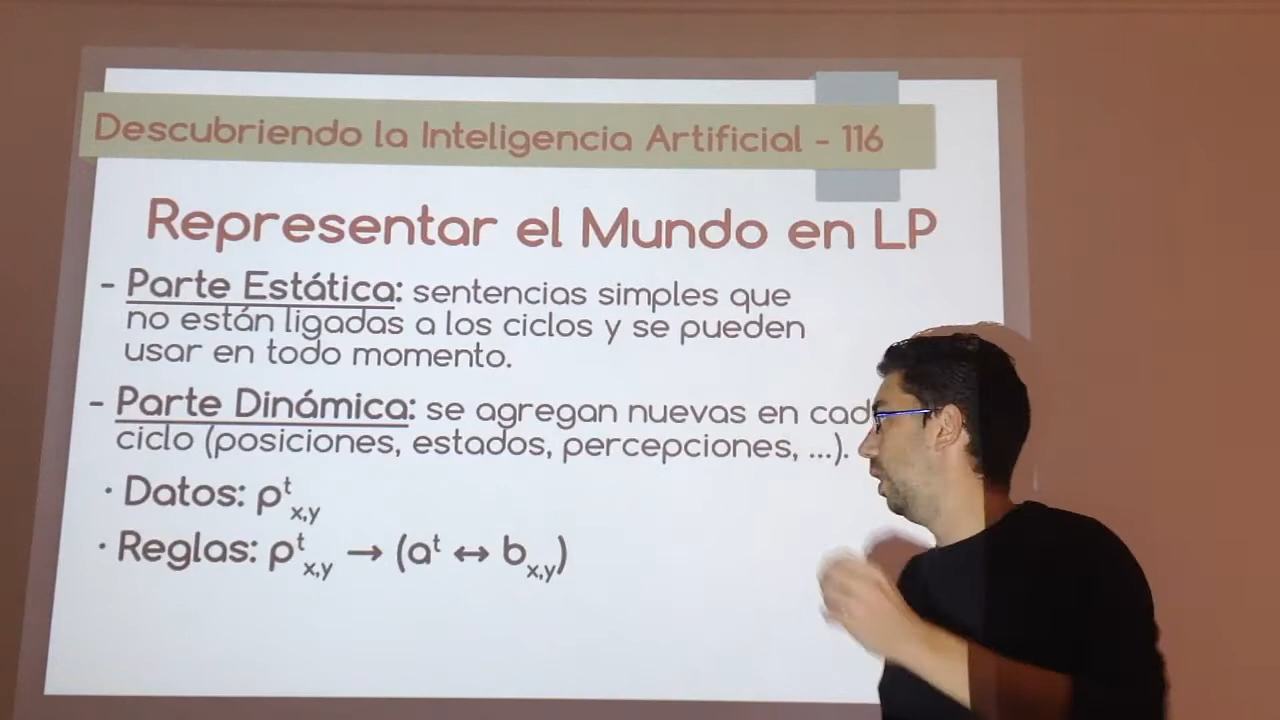 Descubriendo la Inteligencia Artificial - 116
Representar el Mundo en LP
- Parte Estática: sentencias simples que
no están ligadas a los ciclos y se pueden
usar en todo momento.
- Parte Dinámica: se agregan nuevas en cad
ciclo (posiciones, estados, percepciones, ...).
· Datos: ρᵗx,y
· Reglas: ρᵗx,y → (aᵗ ↔ bx,y)